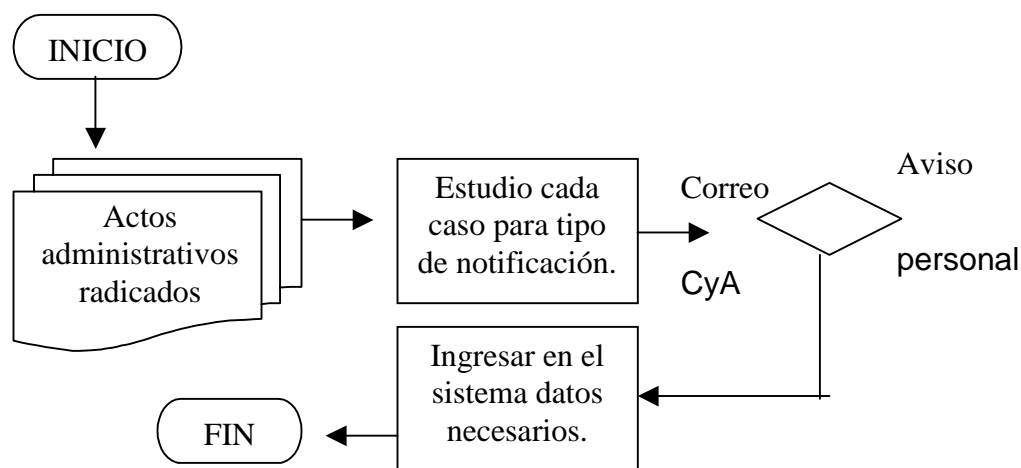 INICIO
Actos
administrativos
radicados
Estudio cada
caso para tipo
de notificación.
Correo
CyA
Aviso
personal
Ingresar en el
sistema datos
necesarios.
FIN